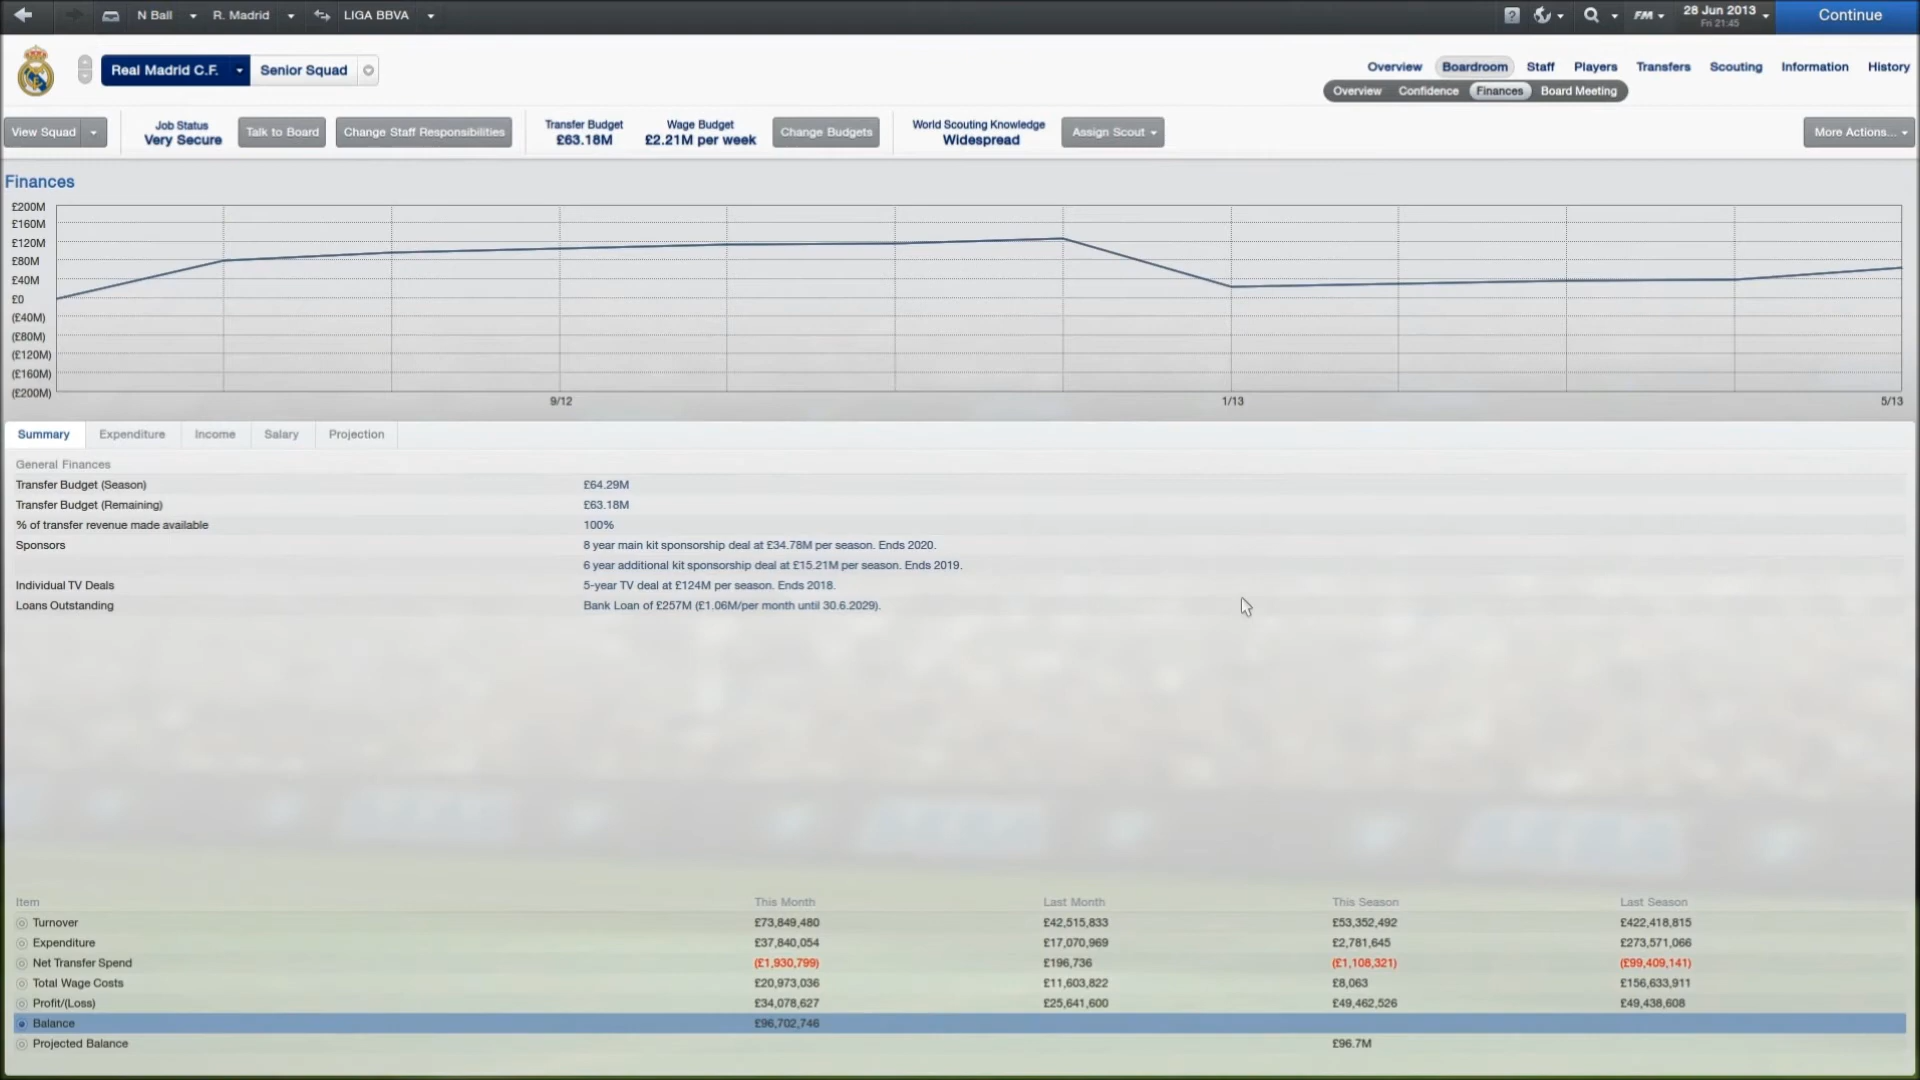 N Ball R. Madrid LIGA BBVA FM 28 Jun 2013 Continue
Fri 21:45
Real Madrid C.F. Senior Squad Overview Boardroom Staff Players Transfers Scouting Information History
Overview Confidence Finances Board Meeting
View Squad Job Status Talk to Board Change Staff Responsibilities Transfer Budget Wage Budget Change Budgets World Scouting Knowledge Assign Scout More Actions...
Very Secure £63.18M £2.21M per week Widespread
Finances
£200M
£160M
£120M
£80M
£40M
£0
(£40M)
(£80M)
(£120M)
(£160M)
(£200M)
9/12 1/13 5/13
Summary Expenditure Income Salary Projection
General Finances
Transfer Budget (Season) £64.29M
Transfer Budget (Remaining) £63.18M
% of transfer revenue made available 100%
Sponsors 8 year main kit sponsorship deal at £34.78M per season. Ends 2020.
6 year additional kit sponsorship deal at £15.21M per season. Ends 2019.
Individual TV Deals 5-year TV deal at £124M per season. Ends 2018.
Loans Outstanding Bank Loan of £257M (£1.06M/per month until 30.6.2029).
Item This Month Last Month This Season Last Season
Turnover £73,849,480 £42,515,833 £53,352,492 £422,418,815
Expenditure £37,840,054 £17,070,969 £2,781,645 £273,571,066
Net Transfer Spend (£1,930,799) £196,736 (£1,108,321) (£99,409,141)
Total Wage Costs £20,973,036 £11,603,822 £8,063 £156,633,911
Profit/(Loss) £34,078,627 £25,641,600 £49,462,526 £49,438,608
Balance £96,702,746
Projected Balance £96.7M